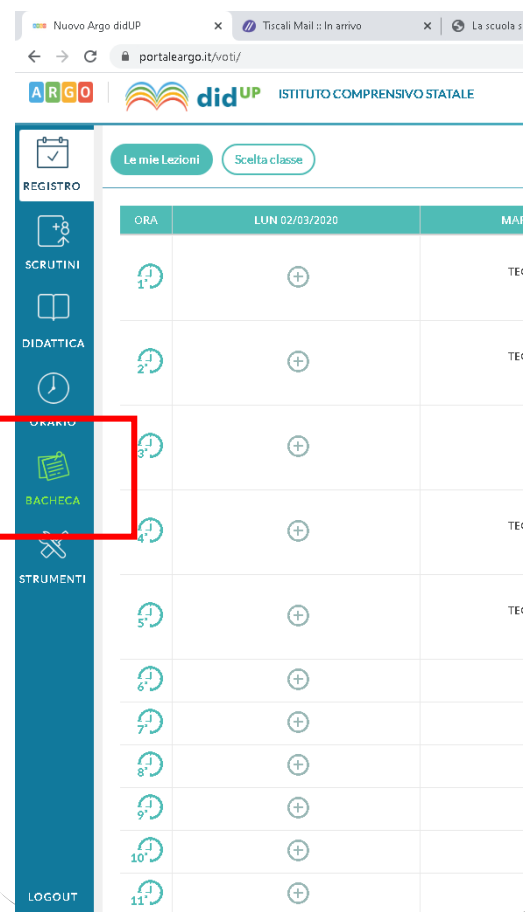 Nuovo Argo didUP
Tiscali Mail :: In arrivo
La scuola s
portaleargo.it/voti/
ARGO
didUP ISTITUTO COMPRENSIVO STATALE
REGISTRO
Le mie Lezioni
Scelta classe
ORA
LUN 02/03/2020
MAR
+8
SCRUTINI
DIDATTICA
ORARIO
BACHECA
STRUMENTI
LOGOUT
1°
TEC
2°
TEC
3°
4°
TEC
5°
TEC
6°
7°
8°
9°
10°
11°